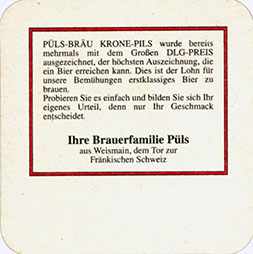 PÜLS-BRÄU KRONE-PILS wurde bereits
mehrmals mit dem Großen DLG-PREIS
ausgezeichnet, der höchsten Auszeichnung, die
ein Bier erreichen kann. Dies ist der Lohn für
unsere Bemühungen erstklassiges Bier zu
brauen.
Probieren Sie es einfach und bilden Sie sich Ihr
eigenes Urteil, denn nur Ihr Geschmack
entscheidet.
Ihre Brauerfamilie Püls
aus Weismain, dem Tor zur
Fränkischen Schweiz